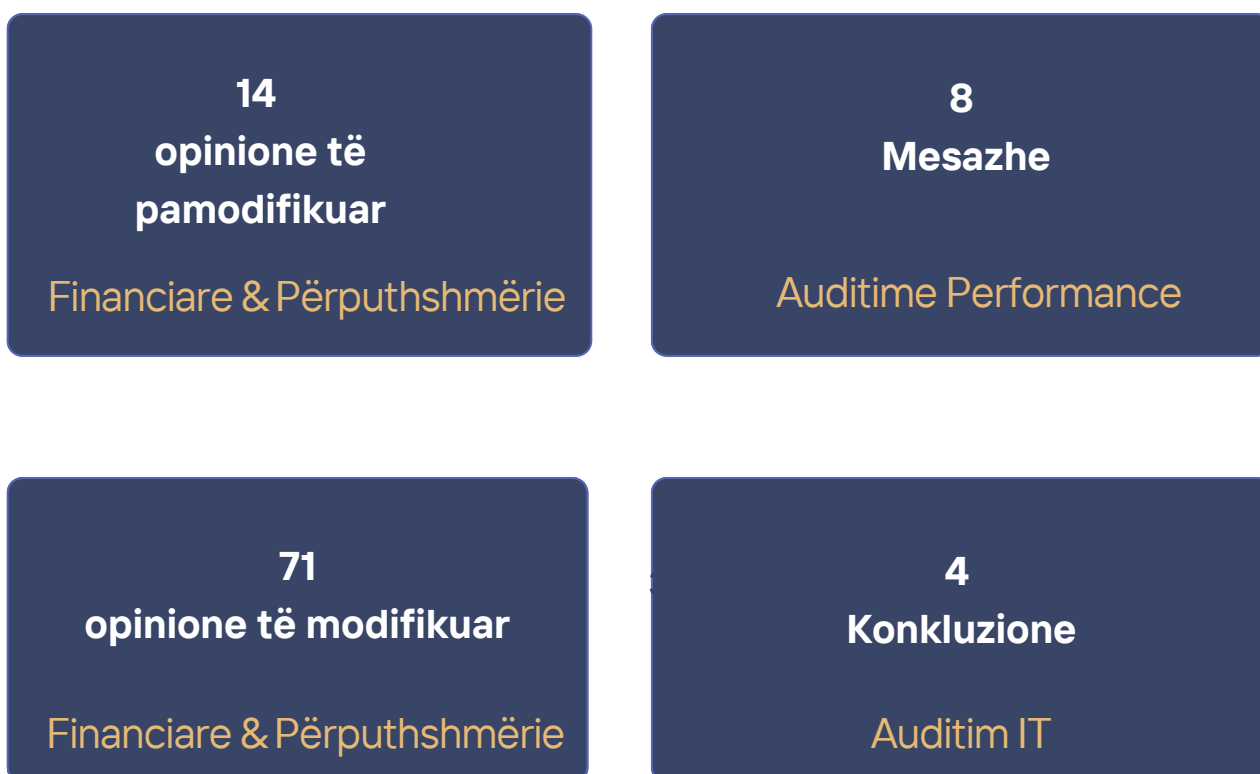 14
opinione të
pamodifikuar
Financiare & Përputhshmërie
8
Mesazhe
Auditime Performance
71
opinione të modifikuar
Financiare & Përputhshmërie
4
Konkluzione
Auditim IT